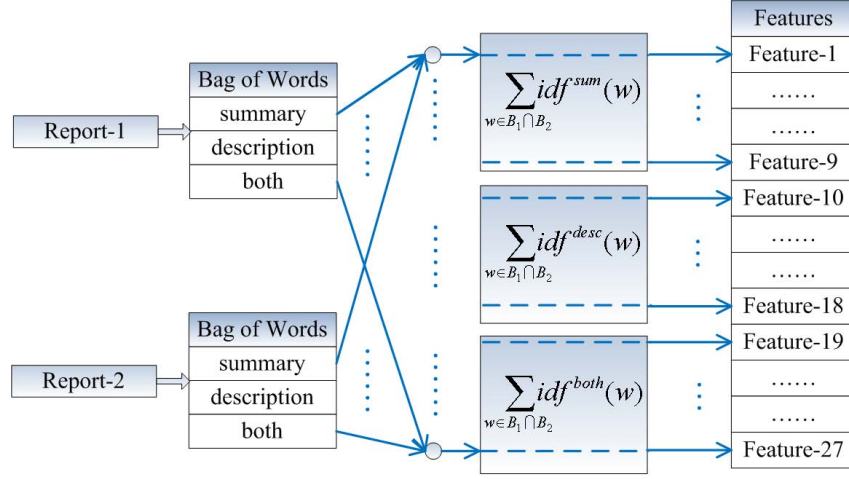 Report-1
Bag of Words
summary
description
both
Report-2
Bag of Words
summary
description
both
∑ idf^sum(w)
w∈B₁∩B₂
∑ idf^desc(w)
w∈B₁∩B₂
∑ idf^both(w)
w∈B₁∩B₂
Features
Feature-1
......
......
Feature-9
Feature-10
......
......
Feature-18
Feature-19
......
......
Feature-27